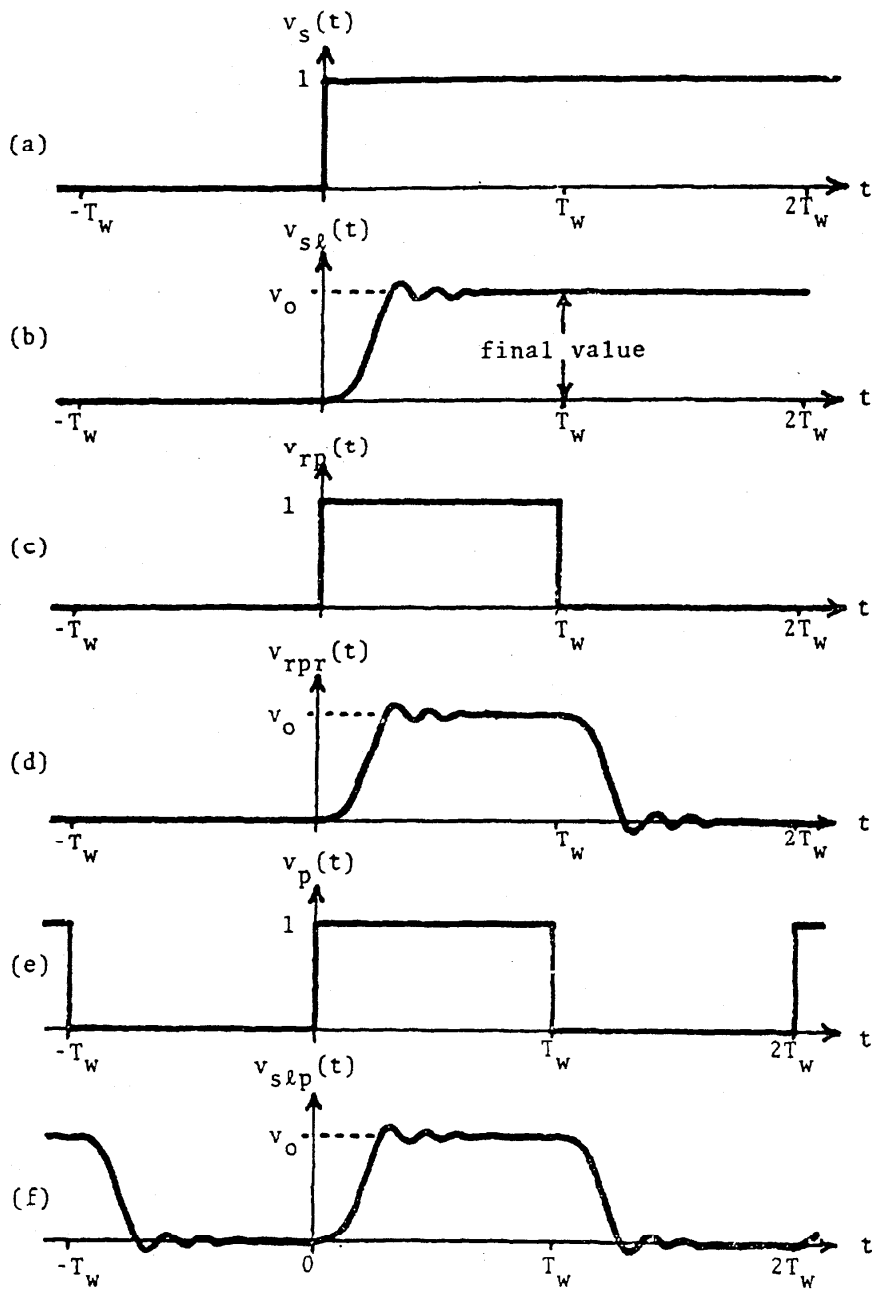 v_s(t)
1
(a)
-T_w T_w 2T_w t
v_sℓ(t)
v_o
(b)
final value
-T_w T_w 2T_w t
v_rp(t)
1
(c)
-T_w T_w 2T_w t
v_rpr(t)
v_o
(d)
-T_w T_w 2T_w t
v_p(t)
1
(e)
-T_w T_w 2T_w t
v_sℓp(t)
v_o
(f)
-T_w 0 T_w 2T_w t